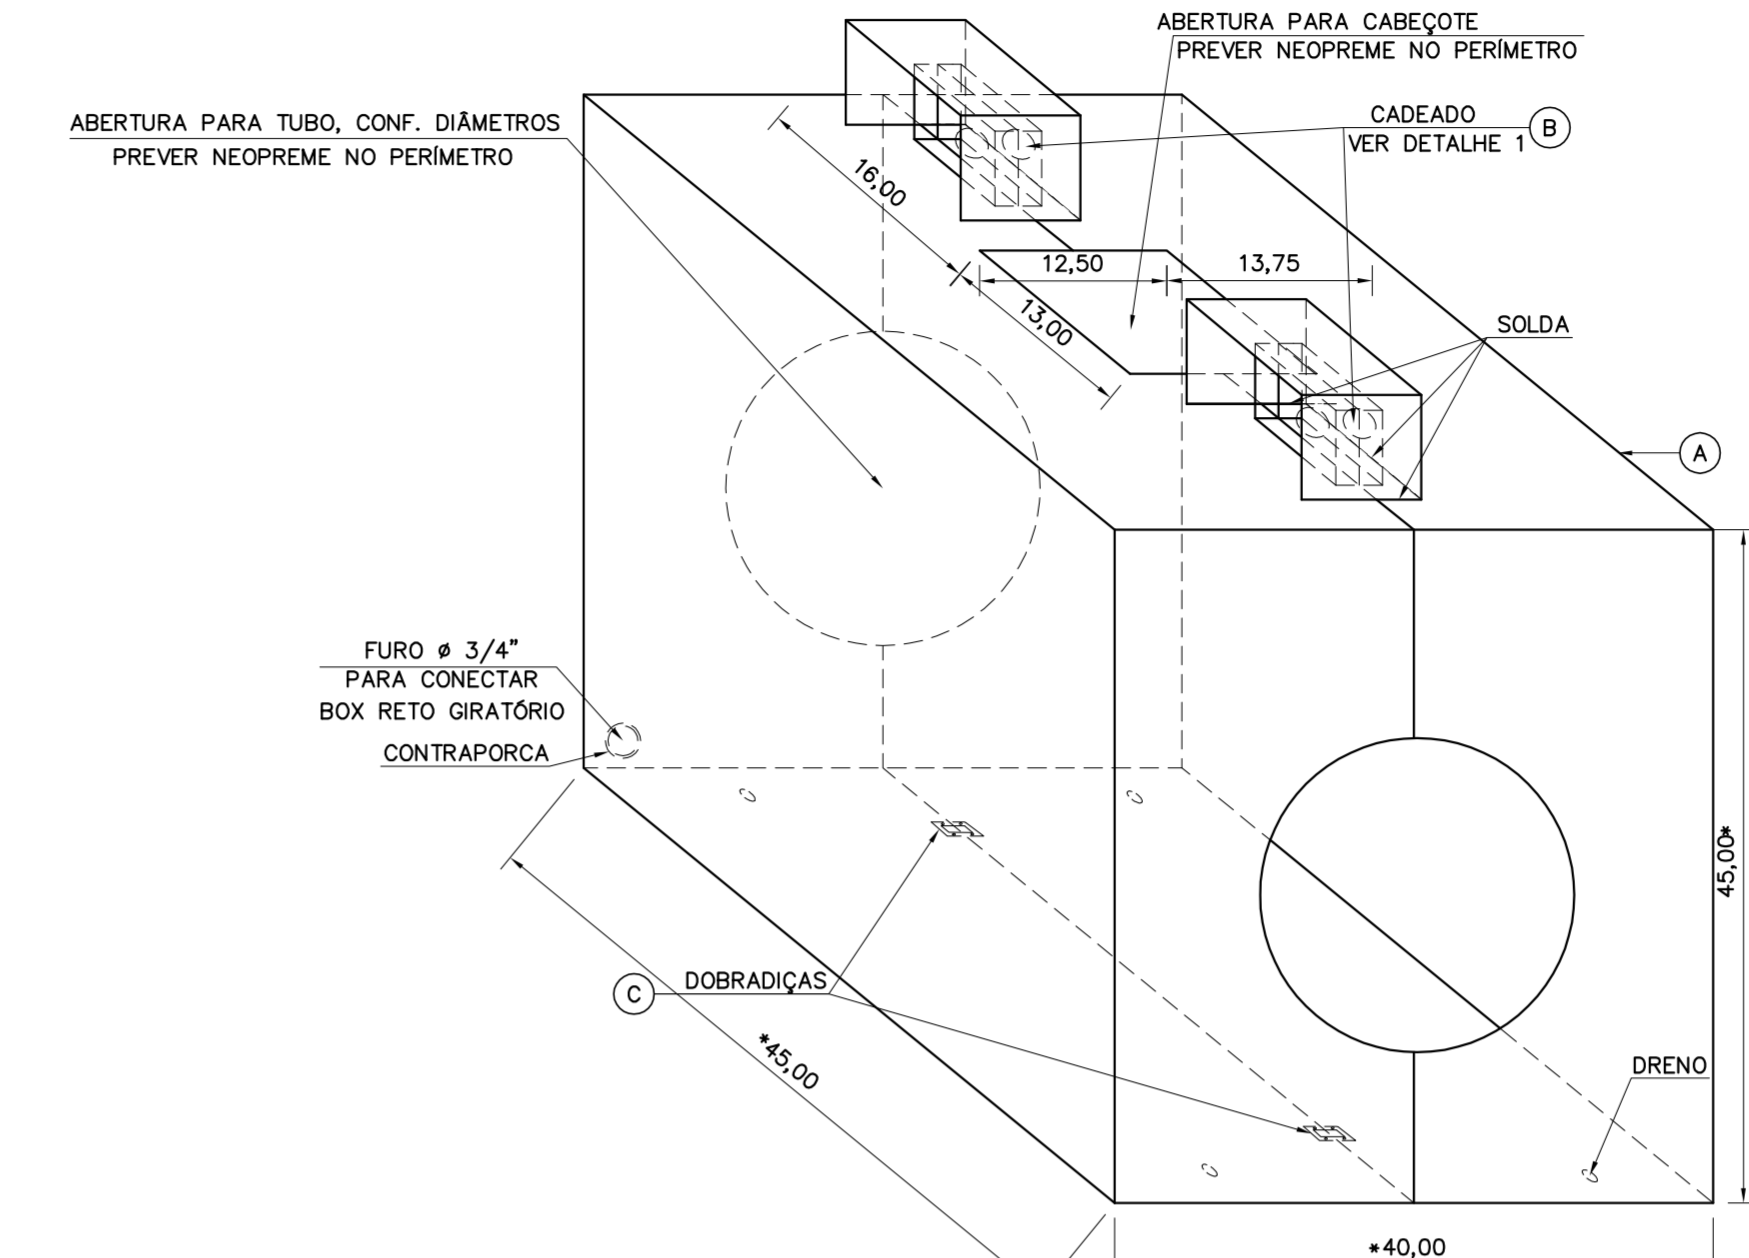 ABERTURA PARA CABEÇOTE
PREVER NEOPREME NO PERÍMETRO
ABERTURA PARA TUBO, CONF. DIÂMETROS
PREVER NEOPREME NO PERÍMETRO
CADEADO
VER DETALHE 1
B
16,00
12,50
13,75
13,00
SOLDA
A
FURO ø 3/4"
PARA CONECTAR
BOX RETO GIRATÓRIO
CONTRAPORCA
45,00*
DOBRADIÇAS
C
*45,00
DRENO
*40,00